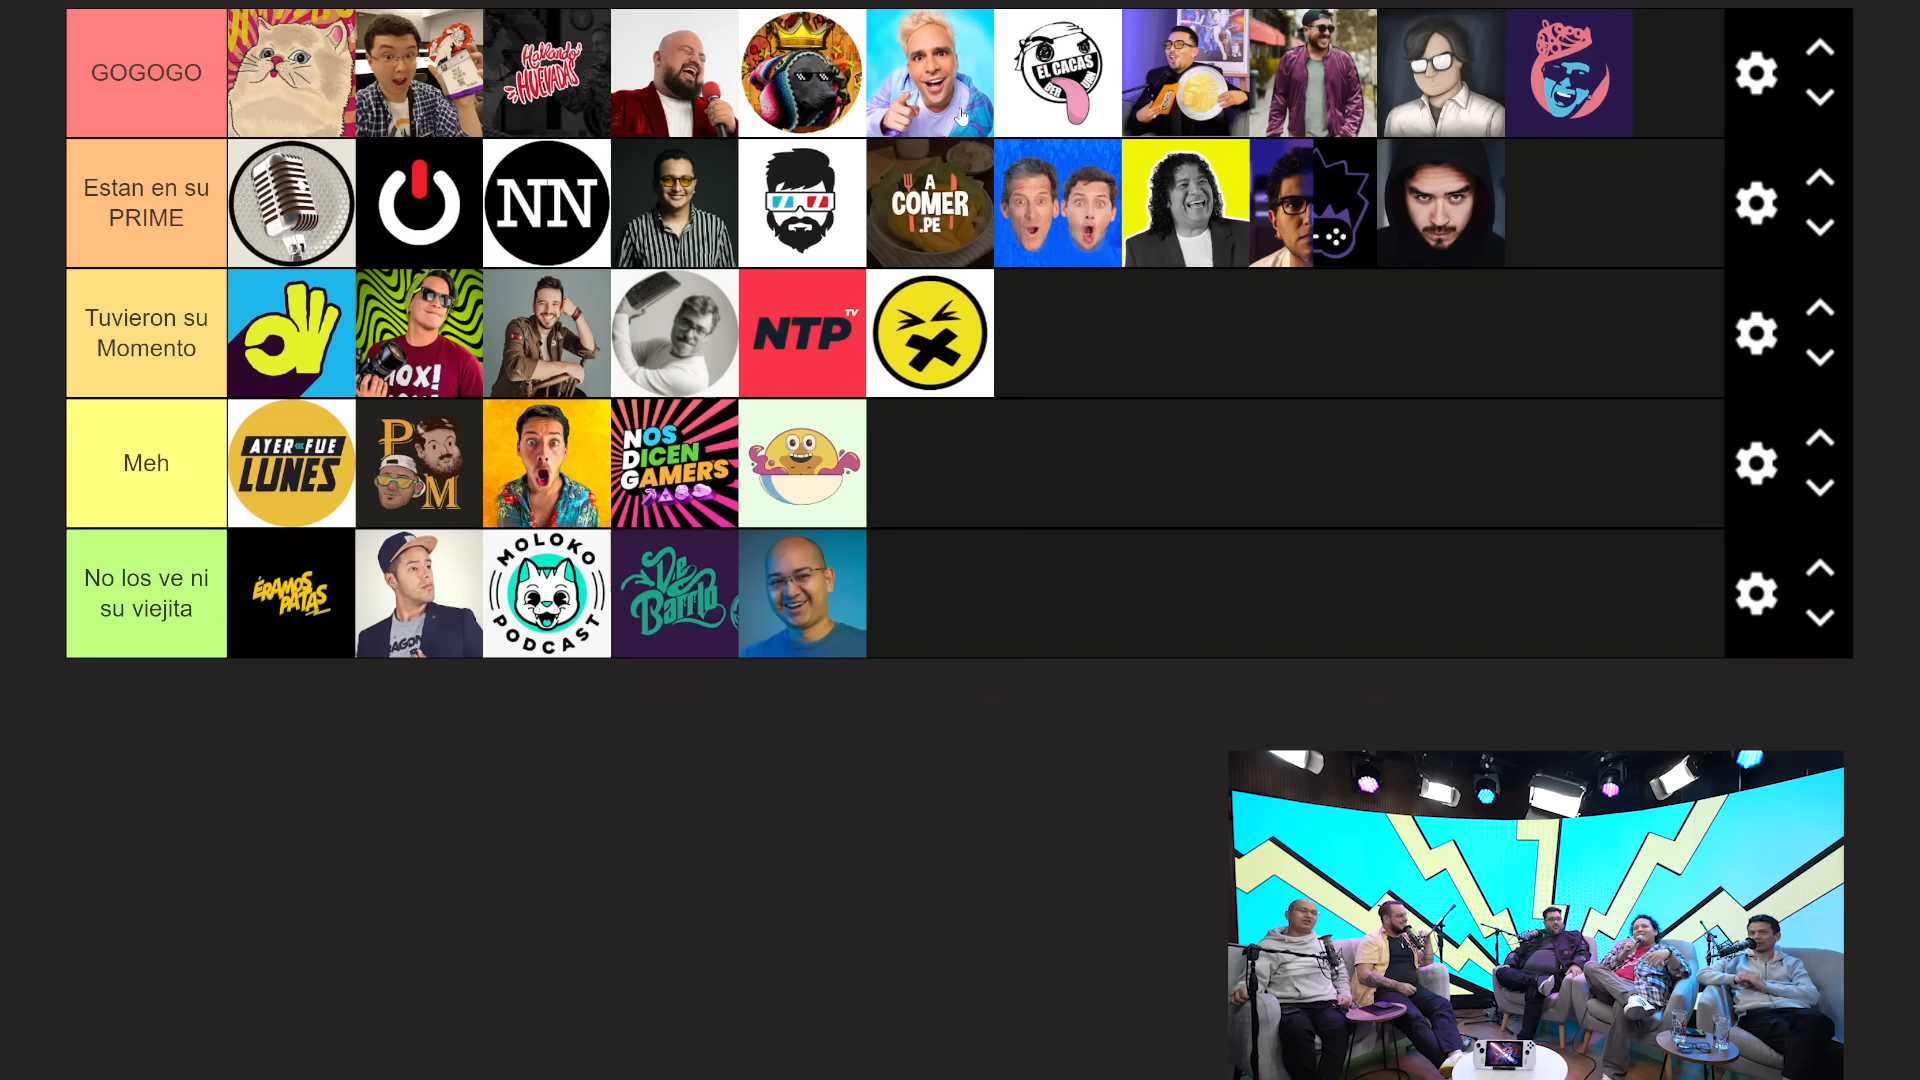 GOGOGO
Hablando
HUEVADAS
EL CACAS
Estan en su
PRIME
NN
A
COMER
.PE
Tuvieron su
Momento
NOX!
NTP TV
Meh
AYER FUE
LUNES
P
M
NOS
DICEN
GAMERS
No los ve ni
su viejita
ÉRAMOS
PATAS
MOLOKO
PODCAST
De
Barrio